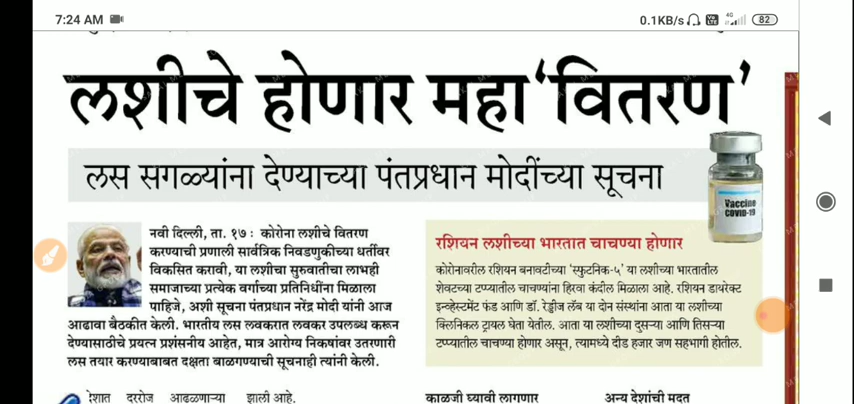 7:24 AM
0.1KB/s
4G
82
लशीचे होणार महा‘वितरण’
लस सगळ्यांना देण्याच्या पंतप्रधान मोदींच्या सूचना
Vaccine
COVID-19
नवी दिल्ली, ता. १७ : कोरोना लशीचे वितरण
करण्याची प्रणाली सार्वत्रिक निवडणुकीच्या धर्तीवर
विकसित करावी, या लशीचा सुरुवातीचा लाभही
समाजाच्या प्रत्येक वर्गाच्या प्रतिनिधींना मिळाला
पाहिजे, अशी सूचना पंतप्रधान नरेंद्र मोदी यांनी आज
आढावा बैठकीत केली. भारतीय लस लवकरात लवकर उपलब्ध करून
देण्यासाठीचे प्रयत्न प्रशंसनीय आहेत, मात्र आरोग्य निकषांवर उतरणारी
लस तयार करण्याबाबत दक्षता बाळगण्याची सूचनाही त्यांनी केली.
रशियन लशीच्या भारतात चाचण्या होणार
कोरोनावरील रशियन बनावटीच्या ‘स्फुटनिक-५’ या लशीच्या भारतातील
शेवटच्या टप्प्यातील चाचण्यांना हिरवा कंदील मिळाला आहे. रशियन डायरेक्ट
इन्व्हेस्टमेंट फंड आणि डॉ. रेड्डीज लॅब या दोन संस्थांना आता या लशीच्या
क्लिनिकल ट्रायल घेता येतील. आता या लशीच्या दुसऱ्या आणि तिसऱ्या
टप्प्यातील चाचण्या होणार असून, त्यामध्ये दीड हजार जण सहभागी होतील.
देशात दररोज आढळणाऱ्या
झाली आहे.
काळजी घ्यावी लागणार
अन्य देशांची मदत